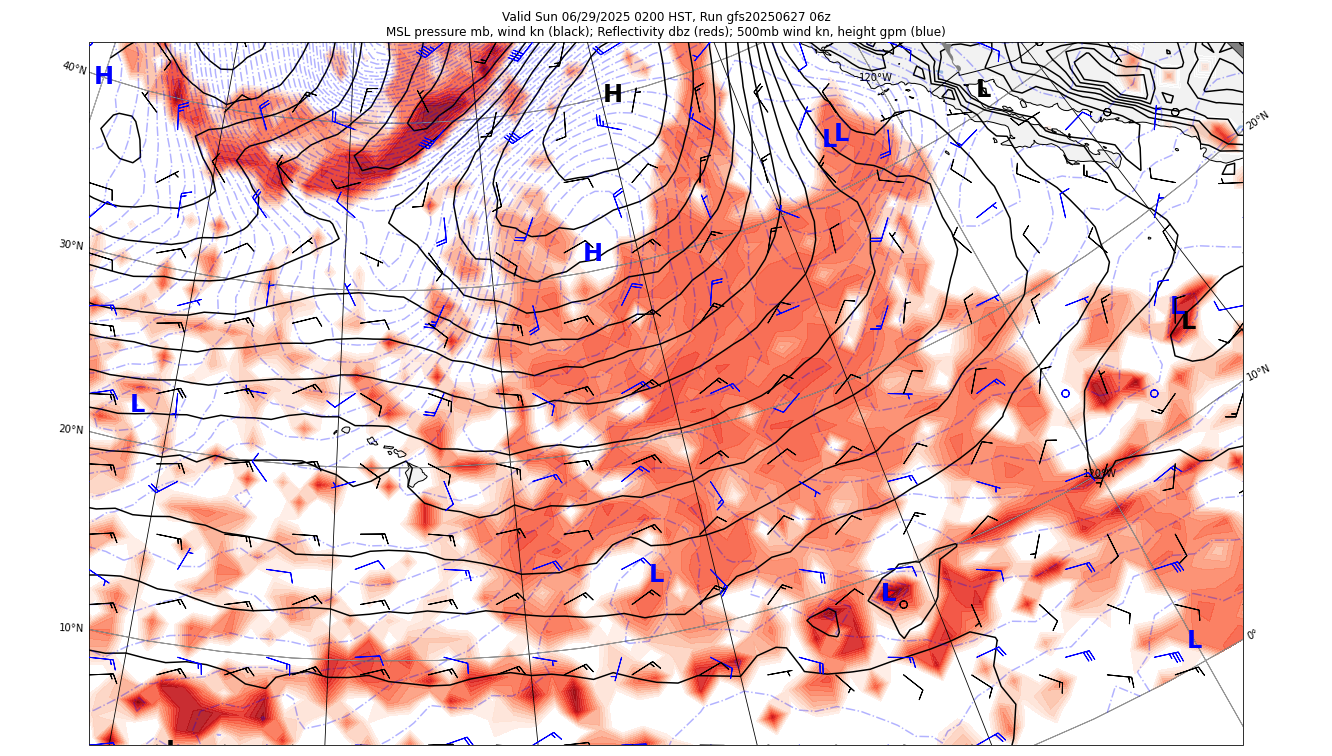 Valid Sun 06/29/2025 0200 HST, Run gfs20250627 06z
MSL pressure mb, wind kn (black); Reflectivity dbz (reds); 500mb wind kn, height gpm (blue)
40°N
H
H
120°W
L
20°N
L
L
30°N
H
L
L
10°N
L
20°N
120°W
L
L
10°N
L
0°
L